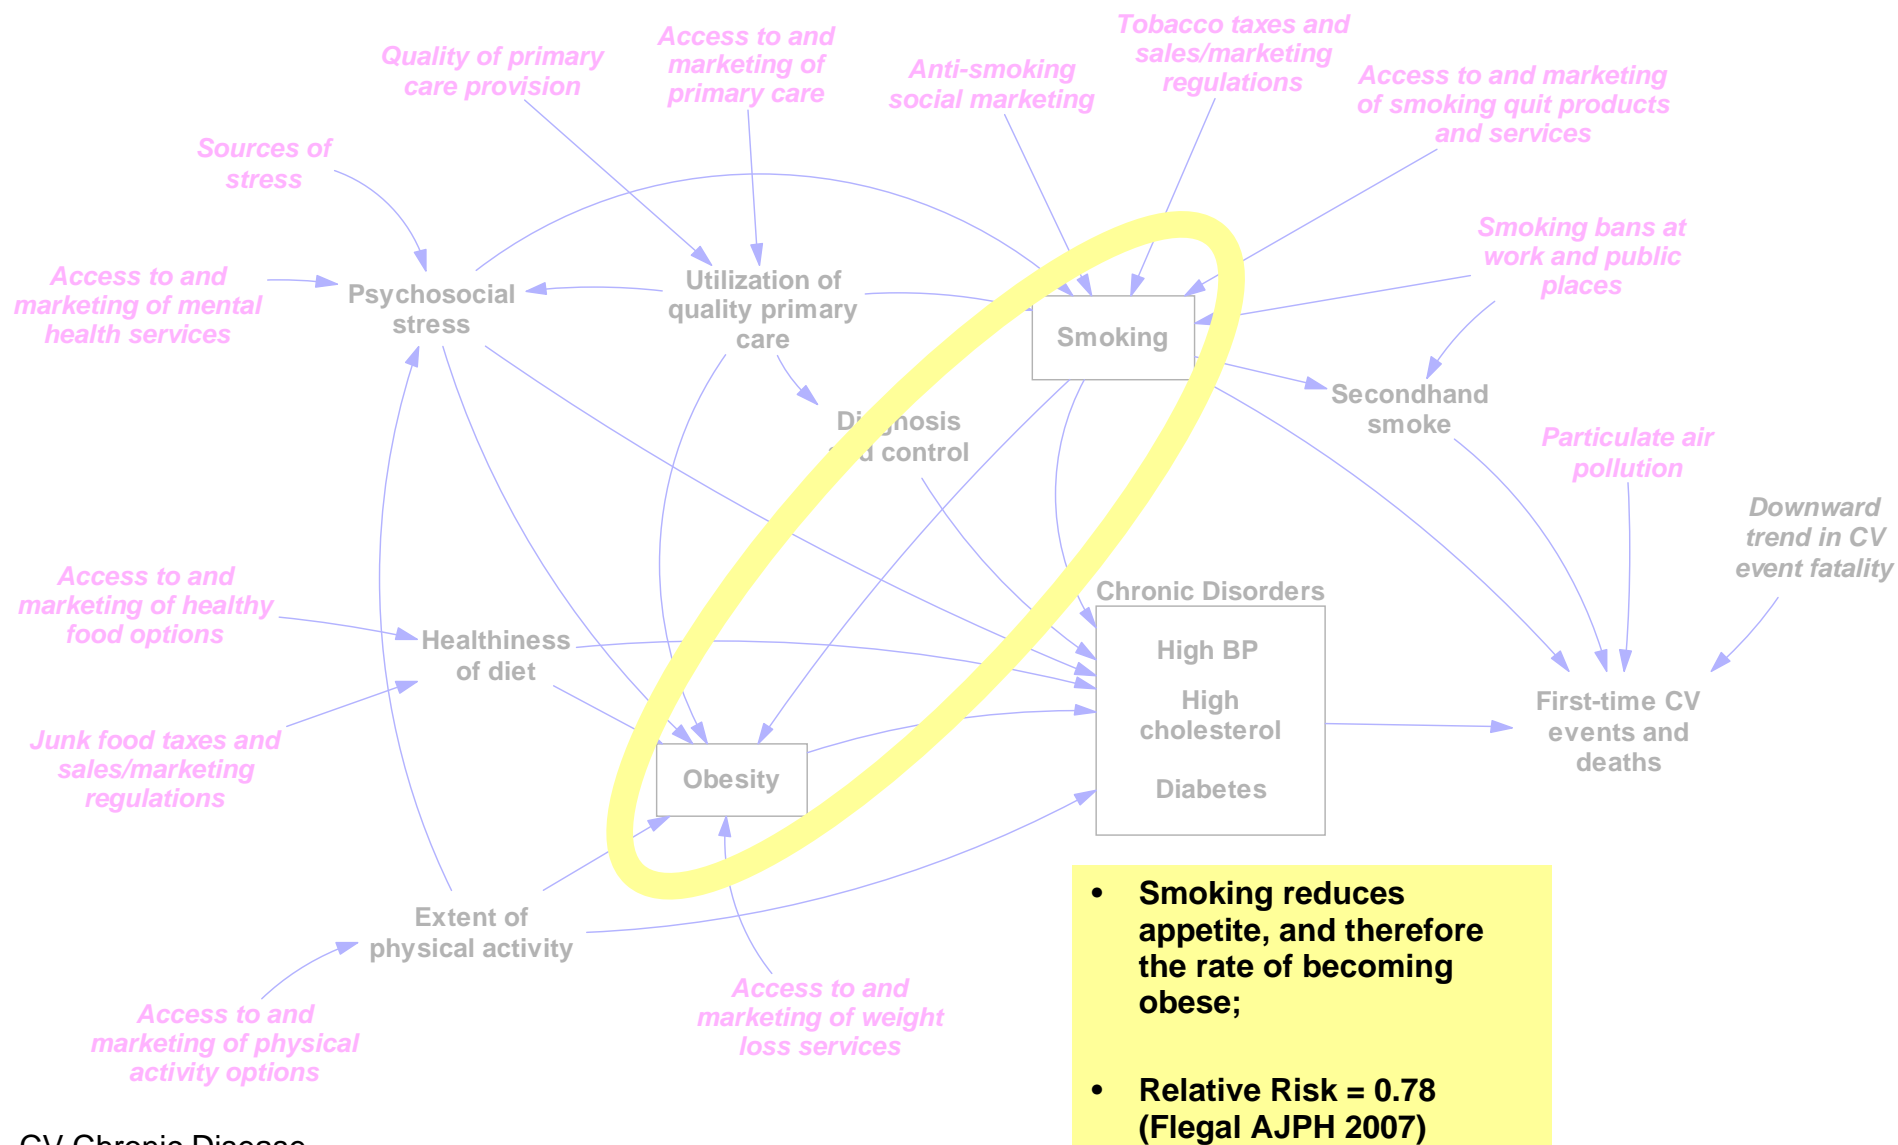 Quality of primary
care provision
Access to and
marketing of
primary care
Anti-smoking
social marketing
Tobacco taxes and
sales/marketing
regulations
Access to and marketing
of smoking quit products
and services
Sources of
stress
Smoking bans at
work and public
places
Access to and
marketing of mental
health services
Psychosocial
stress
Utilization of
quality primary
care
Smoking
Secondhand
smoke
Diagnosis
and control
Particulate air
pollution
Downward
trend in CV
event fatality
Access to and
marketing of healthy
food options
Healthiness
of diet
Chronic Disorders
High BP
High
cholesterol
Diabetes
First-time CV
events and
deaths
Junk food taxes and
sales/marketing
regulations
Obesity
Extent of
physical activity
Access to and
marketing of physical
activity options
Access to and
marketing of weight
loss services
• Smoking reduces
appetite, and therefore
the rate of becoming
obese;
• Relative Risk = 0.78
(Flegal AJPH 2007)
CV Chronic Disease